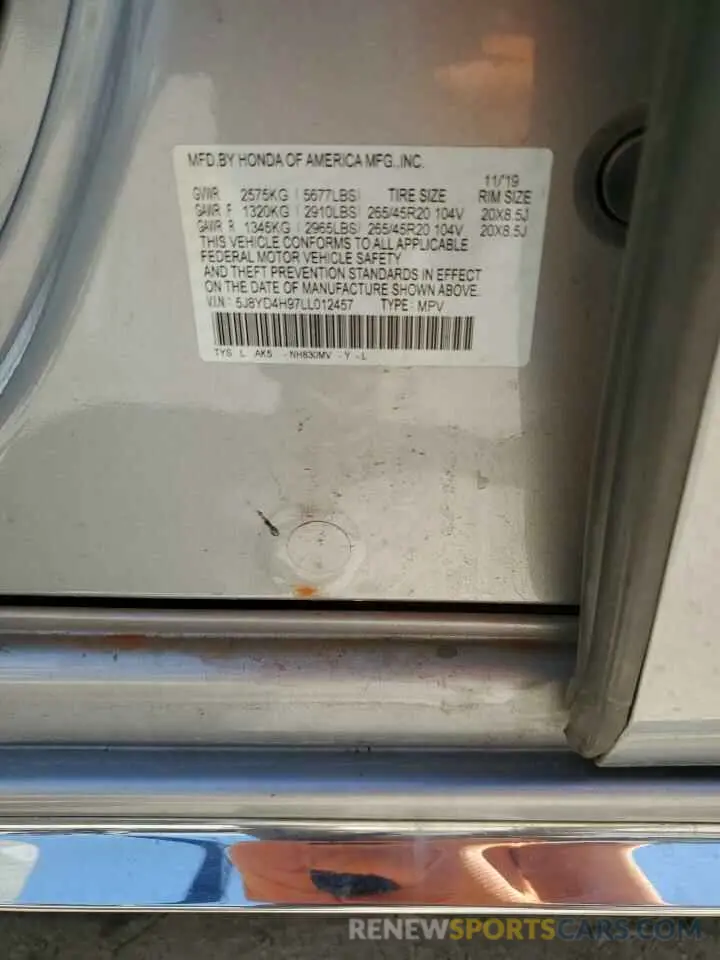 MFD.BY HONDA OF AMERICA MFG.,INC.
11/'19
GVWR 2575KG ( 5677LBS) TIRE SIZE RIM SIZE
GAWR F 1320KG ( 2910LBS) 265/45R20 104V 20X8.5J
GAWR R 1345KG ( 2965LBS) 265/45R20 104V 20X8.5J
THIS VEHICLE CONFORMS TO ALL APPLICABLE
FEDERAL MOTOR VEHICLE SAFETY
AND THEFT PREVENTION STANDARDS IN EFFECT
ON THE DATE OF MANUFACTURE SHOWN ABOVE.
V.I.N: 5J8YD4H97LL012457 TYPE: MPV
TYS L AK5 -NH830MV -Y -L
RENEWSPORTSCARS.COM